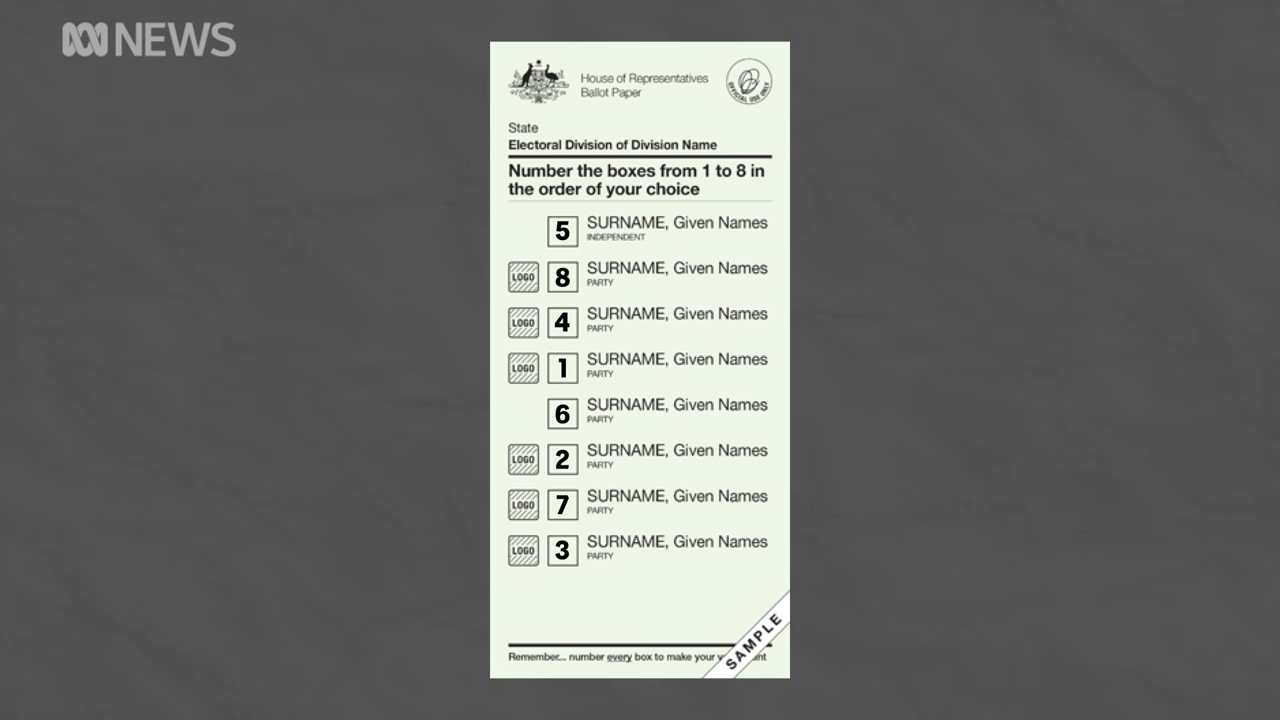 NEWS
House of Representatives
Ballot Paper
OFFICIAL USE ONLY
State
Electoral Division of Division Name
Number the boxes from 1 to 8 in
the order of your choice
5 SURNAME, Given Names
INDEPENDENT
LOGO 8 SURNAME, Given Names
PARTY
LOGO 4 SURNAME, Given Names
PARTY
LOGO 1 SURNAME, Given Names
PARTY
6 SURNAME, Given Names
PARTY
LOGO 2 SURNAME, Given Names
PARTY
LOGO 7 SURNAME, Given Names
PARTY
LOGO 3 SURNAME, Given Names
PARTY
Remember... number every box to make your
SAMPLE